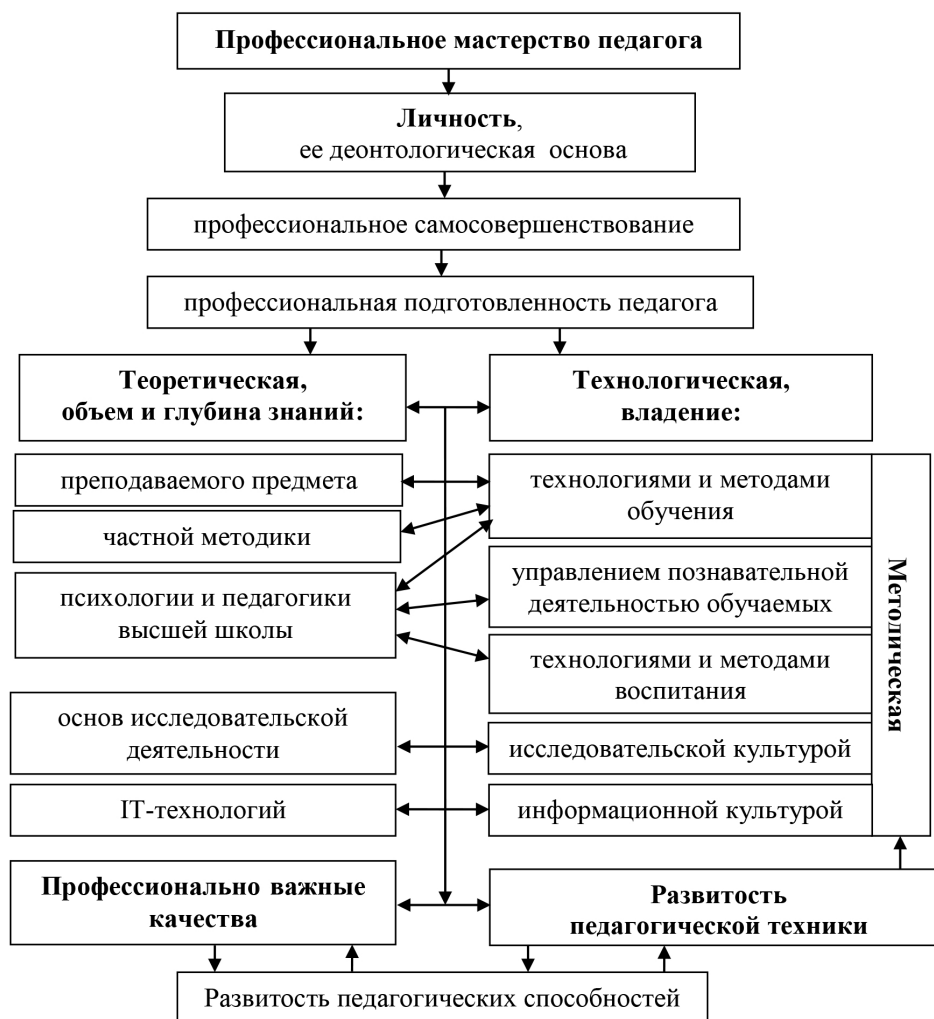 Профессиональное мастерство педагога
Личность,
ее деонтологическая основа
профессиональное самосовершенствование
профессиональная подготовленность педагога
Теоретическая,
объем и глубина знаний:
Технологическая,
владение:
преподаваемого предмета
частной методики
психологии и педагогики
высшей школы
основ исследовательской
деятельности
IT-технологий
технологиями и методами
обучения
управлением познавательной
деятельностью обучаемых
технологиями и методами
воспитания
исследовательской культурой
информационной культурой
Методическая
Профессионально важные
качества
Развитость
педагогической техники
Развитость педагогических способностей